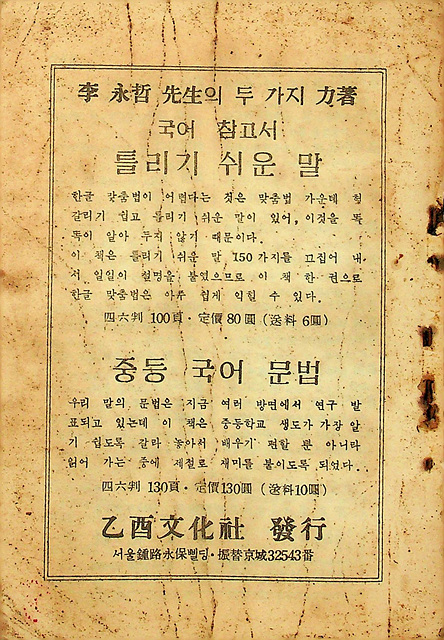 李永哲 先生의 두 가지 力著
국어 참고서
틀리기 쉬운 말
한글 맞춤법이 어렵다는 것은 맞춤법 가운데 헝
갈리기 쉽고 틀리기 쉬운 말이 있어, 이것을 똑
똑이 알아 두지 않기 때문이다.
이 책은 틀리기 쉬운 말 150가지를 끄집어 내
서 일일이 설명을 붙였으므로 이 책 한 권으로
한글 맞춤법은 아주 쉽게 익힐 수 있다.
四六判 100頁・定價 80圓 (送料 6圓)
중등 국어 문법
우리 말의 문법은 지금 여러 방면에서 연구 발
표되고 있는데 이 책은 중등학교 생도가 가장 알
기 쉽도록 갈라 놓아서 배우기 편할 뿐 아니라
읽어 가는 중에 제절로 재미를 붙이도록 되었다.
四六判 130頁・定價130圓 (送料10圓)
乙酉文化社 發行
서울鍾路永保삘딩・振替京城32543番